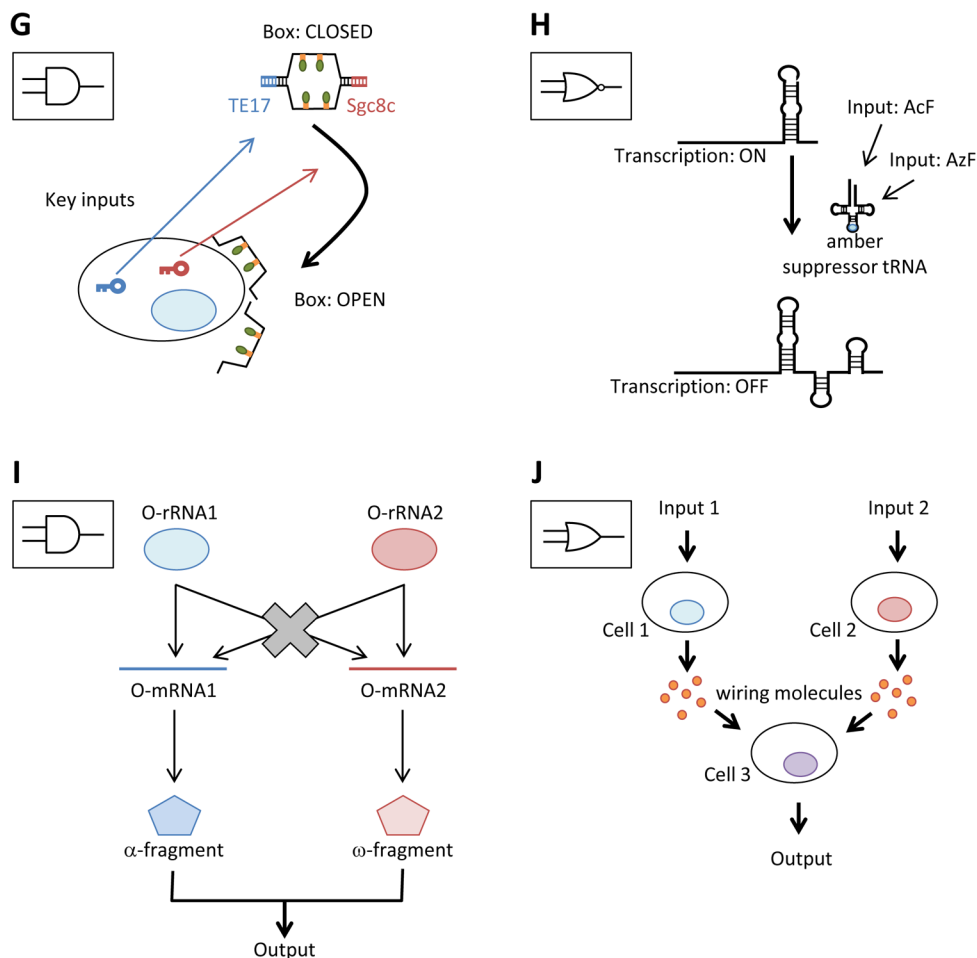 G
Box: CLOSED
TE17
Sgc8c
Key inputs
Box: OPEN
H
Input: AcF
Transcription: ON
Input: AzF
amber
suppressor tRNA
Transcription: OFF
I
O-rRNA1
O-rRNA2
O-mRNA1
O-mRNA2
α-fragment
ω-fragment
Output
J
Input 1
Input 2
Cell 1
Cell 2
wiring molecules
Cell 3
Output